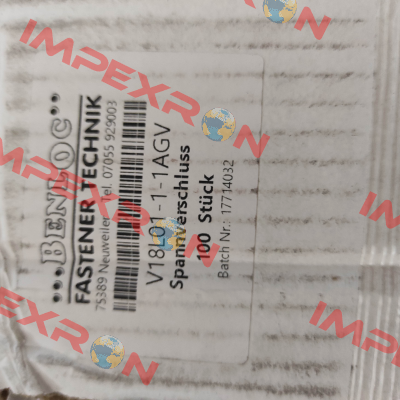 •••BENLOC•••
FASTENER TECHNIK
75389 Neuweiler Tel. 07055 929003
V18L01-1-1AGV
Spannverschluss
100 Stück
Batch Nr.: 17714032
IMPEXRON
IMPEXRON
IMPEXRON
IMPEXRON